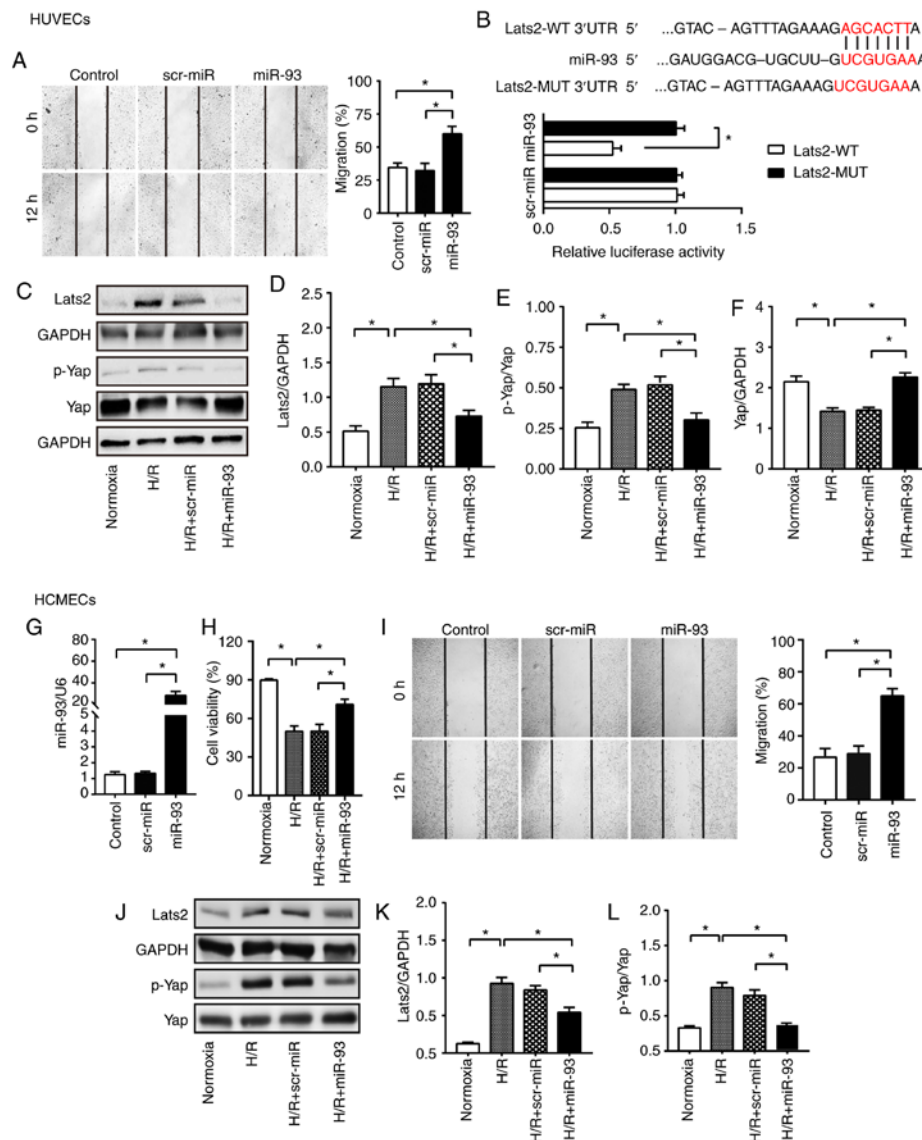 HUVECs
A
Control scr-miR miR-93
0 h
12 h
Migration (%)
100
75
50
25
0
* *
Control scr-miR miR-93
B
Lats2-WT 3′UTR 5′ ...GTAC – AGTTTAGAAAGAGCACTTA
miR-93 5′ ...GAUGGACG–UGCUU–GUCGUGAAA
Lats2-MUT 3′UTR 5′ ...GTAC – AGTTTAGAAAGUCGUGAAA
scr-miR miR-93
*
Lats2-WT
Lats2-MUT
0.0 0.5 1.0 1.5
Relative luciferase activity
C
Lats2
GAPDH
p-Yap
Yap
GAPDH
Normoxia H/R H/R+scr-miR H/R+miR-93
D
Lats2/GAPDH
2.0
1.5
1.0
0.5
0.0
* * *
Normoxia H/R H/R+scr-miR H/R+miR-93
E
p-Yap/Yap
1.00
0.75
0.50
0.25
0.00
* * *
Normoxia H/R H/R+scr-miR H/R+miR-93
F
Yap/GAPDH
4
3
2
1
0
* * *
Normoxia H/R H/R+scr-miR H/R+miR-93
HCMECs
G
miR-93/U6
80
60
40
20
5
4
3
2
1
0
* *
Control scr-miR miR-93
H
Cell viability (%)
120
90
60
30
0
* * *
Normoxia H/R H/R+scr-miR H/R+miR-93
I
Control scr-miR miR-93
0 h
12 h
Migration (%)
100
80
60
40
20
0
* *
Control scr-miR miR-93
J
Lats2
GAPDH
p-Yap
Yap
Normoxia H/R H/R+scr-miR H/R+miR-93
K
Lats2/GAPDH
2.0
1.5
1.0
0.5
* * *
Normoxia H/R H/R+scr-miR H/R+miR-93
L
p-Yap/Yap
2.0
1.5
1.0
0.5
* * *
Normoxia H/R H/R+scr-miR H/R+miR-93